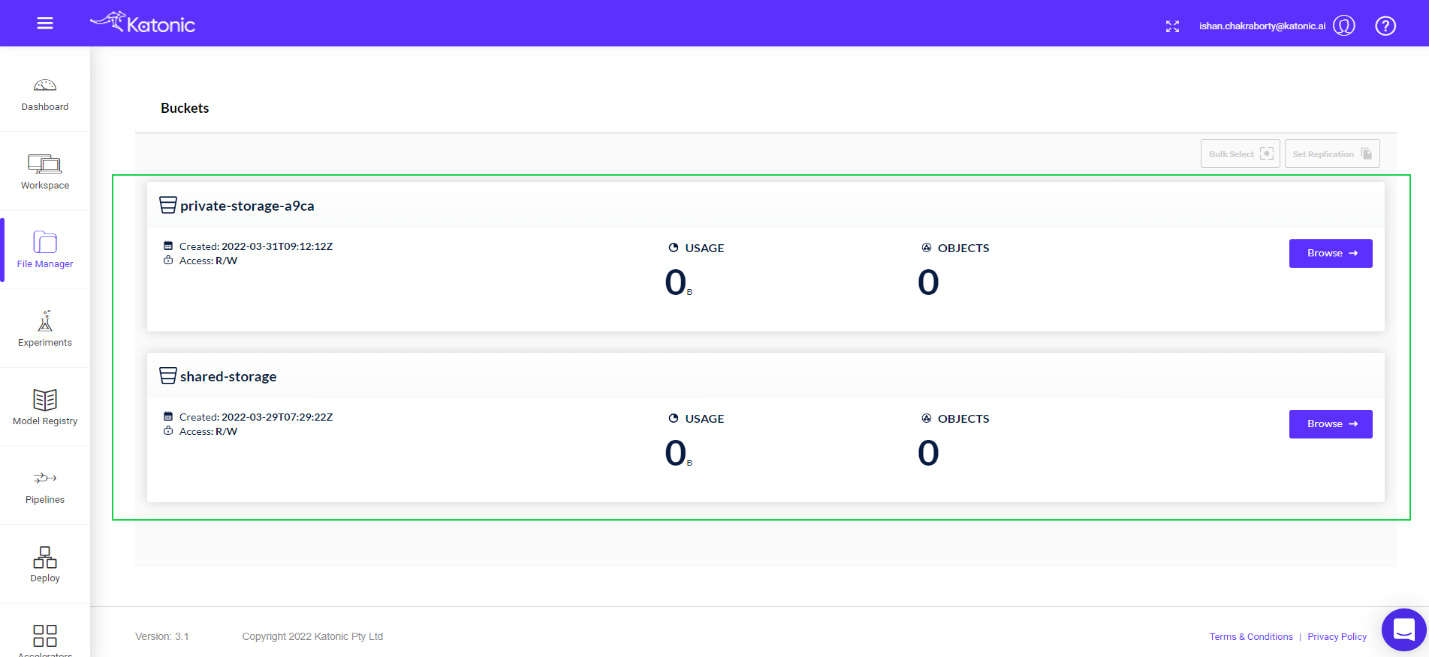 Katonic
ishan.chakraborty@katonic.ai
?
Dashboard
Workspace
File Manager
Experiments
Model Registry
Pipelines
Deploy
Accelerators
Buckets
Bulk Select
Set Replication
private-storage-a9ca
Created: 2022-03-31T09:12:12Z
Access: R/W
USAGE
0 B
OBJECTS
0
Browse →
shared-storage
Created: 2022-03-29T07:29:22Z
Access: R/W
USAGE
0 B
OBJECTS
0
Browse →
Version: 3.1
Copyright 2022 Katonic Pty Ltd
Terms & Conditions | Privacy Policy